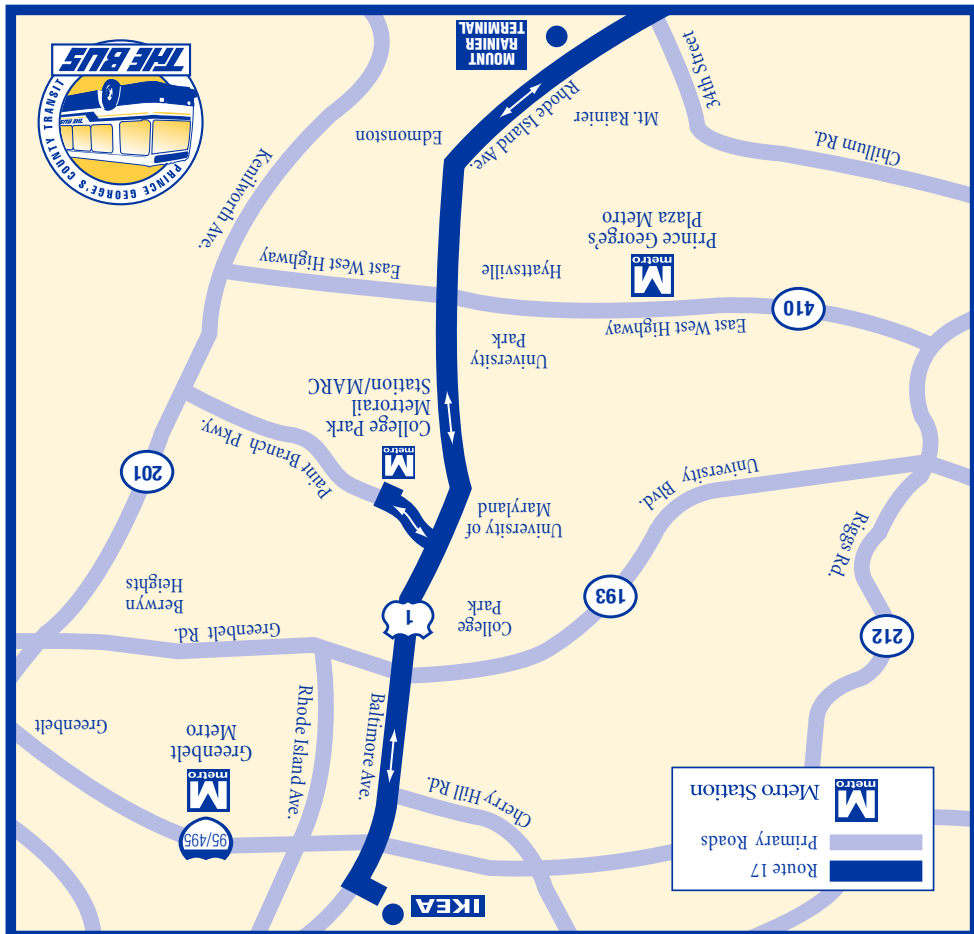 IKEA
Route 17
Primary Roads
M
metro
Metro Station
95/495
Cherry Hill Rd.
M
metro
Greenbelt
Metro
Baltimore Ave.
Rhode Island Ave.
Greenbelt
212
1
Greenbelt Rd.
College
Park
193
Berwyn
Heights
Riggs Rd.
University of
Maryland
University Blvd.
201
Paint Branch Pkwy.
M
metro
College Park
Metrorail
Station/MARC
University
Park
East West Highway
410
M
metro
Prince George's
Plaza Metro
Hyattsville
East West Highway
Kenilworth Ave.
Chillum Rd.
Edmonston
Mt. Rainier
Rhode Island Ave.
34th Street
MOUNT
RAINIER
TERMINAL
PRINCE GEORGE'S COUNTY TRANSIT
THE BUS
THE BUS